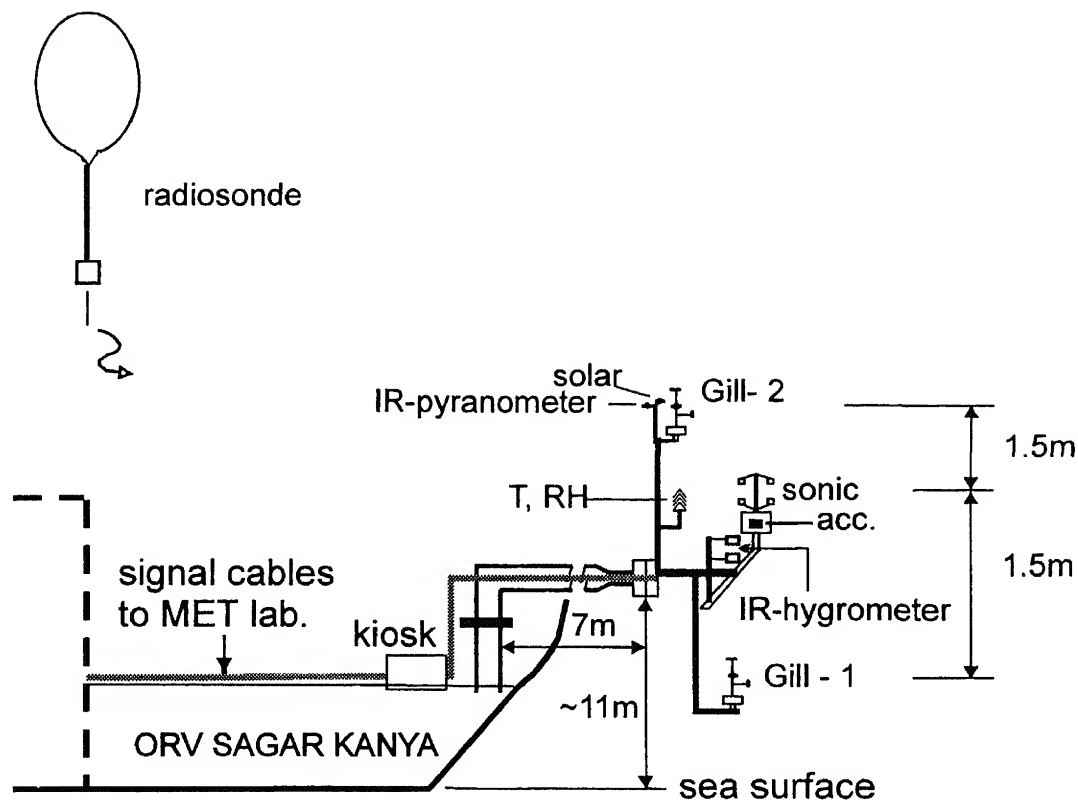 radiosonde
solar
IR-pyranometer
Gill- 2
1.5m
T, RH
sonic
acc.
1.5m
signal cables
to MET lab.
kiosk
7m
IR-hygrometer
Gill - 1
~11m
ORV SAGAR KANYA
sea surface